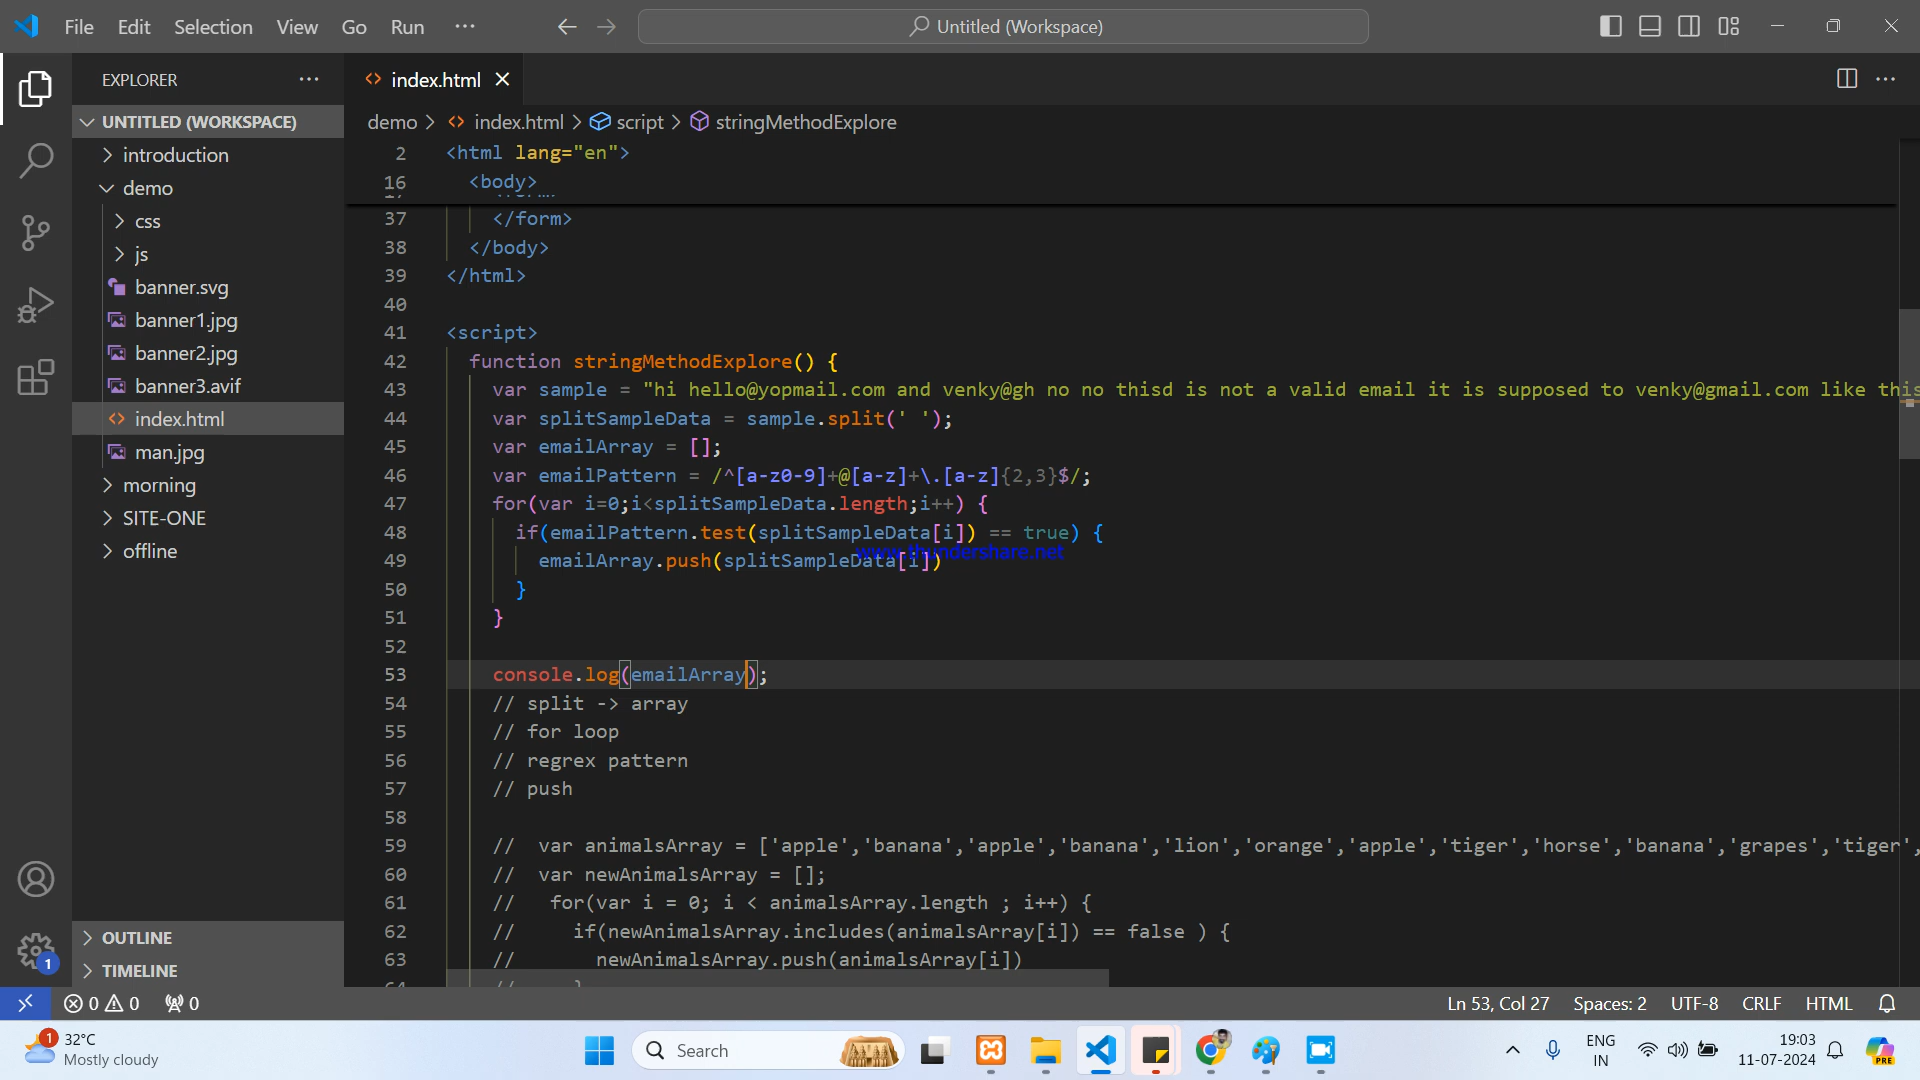 File Edit Selection View Go Run ··· Untitled (Workspace)
EXPLORER ···
index.html
UNTITLED (WORKSPACE)
introduction
demo
css
js
banner.svg
banner1.jpg
banner2.jpg
banner3.avif
index.html
man.jpg
morning
SITE-ONE
offline
OUTLINE
TIMELINE
demo > index.html > script > stringMethodExplore
2 <html lang="en">
16 <body>
37 </form>
38 </body>
39 </html>
40
41 <script>
42 function stringMethodExplore() {
43 var sample = "hi hello@yopmail.com and venky@gh no no thisd is not a valid email it is supposed to venky@gmail.com like this
44 var splitSampleData = sample.split(' ');
45 var emailArray = [];
46 var emailPattern = /^[a-z0-9]+@[a-z]+\.[a-z]{2,3}$/;
47 for(var i=0;i<splitSampleData.length;i++) {
48 if(emailPattern.test(splitSampleData[i]) == true) {
www.thundershare.net
49 emailArray.push(splitSampleData[i])
50 }
51 }
52
53 console.log(emailArray);
54 // split -> array
55 // for loop
56 // regrex pattern
57 // push
58
59 // var animalsArray = ['apple','banana','apple','banana','lion','orange','apple','tiger','horse','banana','grapes','tiger',
60 // var newAnimalsArray = [];
61 // for(var i = 0; i < animalsArray.length ; i++) {
62 // if(newAnimalsArray.includes(animalsArray[i]) == false ) {
63 // newAnimalsArray.push(animalsArray[i])
1
0 0 0 Ln 53, Col 27 Spaces: 2 UTF-8 CRLF HTML
1 32°C
Mostly cloudy
Search
ENG
IN
19:03
11-07-2024
PRE